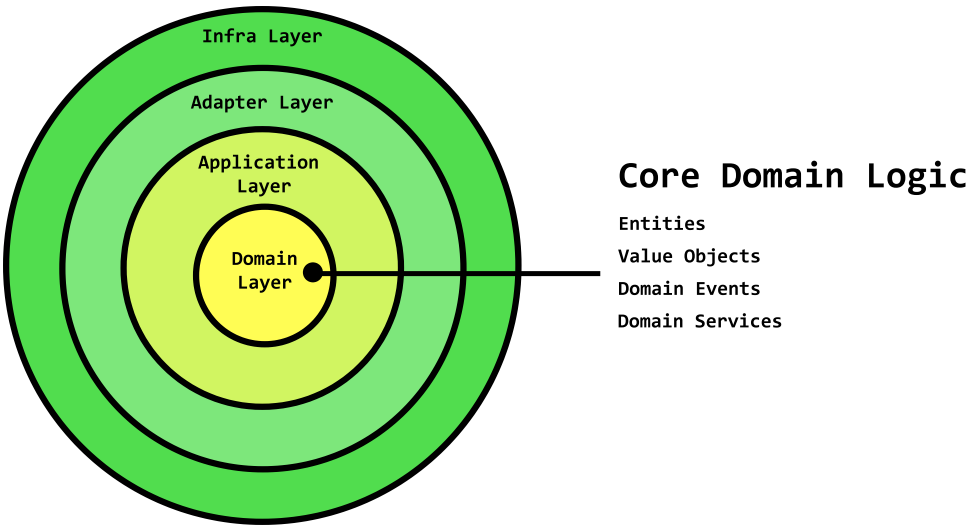 Infra Layer
Adapter Layer
Application
Layer
Domain
Layer
Core Domain Logic
Entities
Value Objects
Domain Events
Domain Services